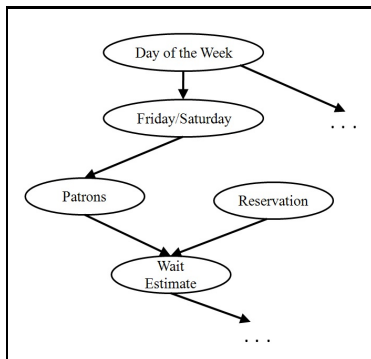 Day of the Week
Friday/Saturday
. . .
Patrons
Reservation
Wait
Estimate
. . .